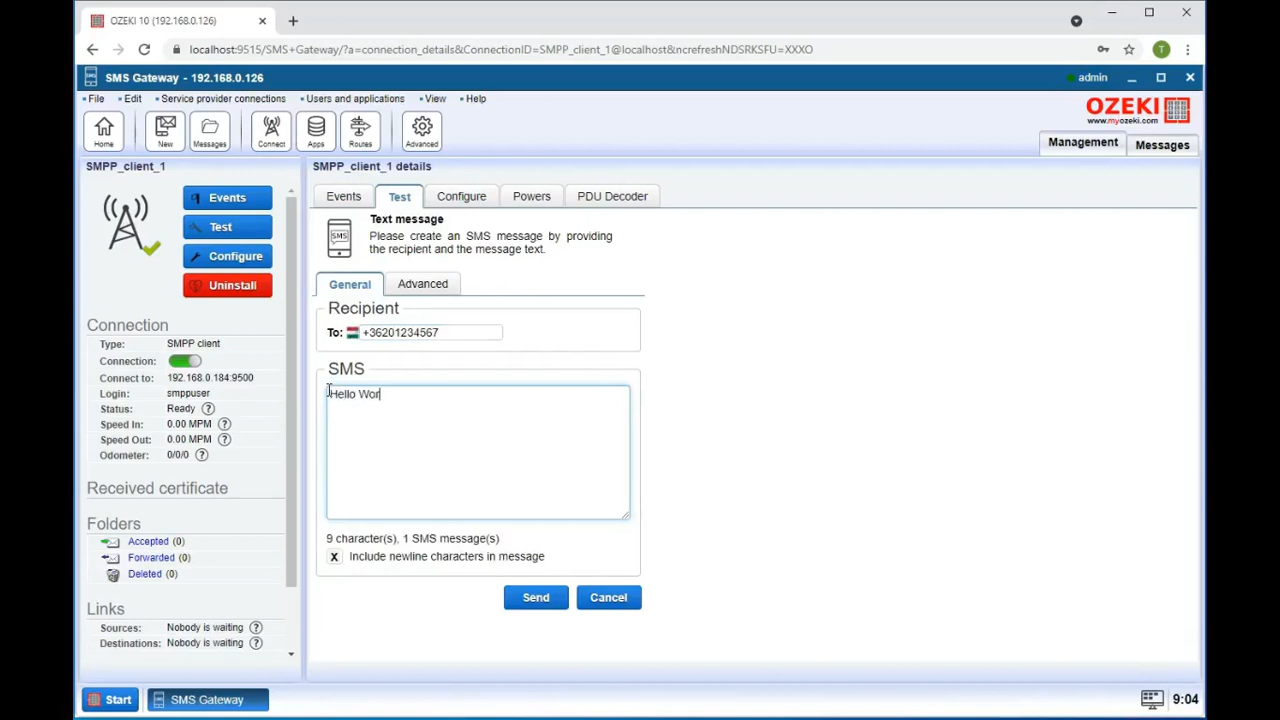 OZEKI 10 (192.168.0.126)
localhost:9515/SMS+Gateway/?a=connection_details&ConnectionID=SMPP_client_1@localhost&ncrefreshNDSRKSFU=XXXO
T
SMS Gateway - 192.168.0.126
admin
File
Edit
Service provider connections
Users and applications
View
Help
OZEKI
www.myozeki.com
Home
New
Messages
Connect
Apps
Routes
Advanced
Management
Messages
SMPP_client_1
Events
Test
Configure
Uninstall
Connection
Type: SMPP client
Connection:
Connect to: 192.168.0.184:9500
Login: smppuser
Status: Ready ?
Speed In: 0.00 MPM ?
Speed Out: 0.00 MPM ?
Odometer: 0/0/0 ?
Received certificate
Folders
Accepted (0)
Forwarded (0)
Deleted (0)
Links
Sources: Nobody is waiting ?
Destinations: Nobody is waiting ?
SMPP_client_1 details
Events
Test
Configure
Powers
PDU Decoder
SMS
Text message
Please create an SMS message by providing
the recipient and the message text.
General
Advanced
Recipient
To: +36201234567
SMS
Hello Wor
9 character(s), 1 SMS message(s)
X Include newline characters in message
Send
Cancel
Start
SMS Gateway
9:04